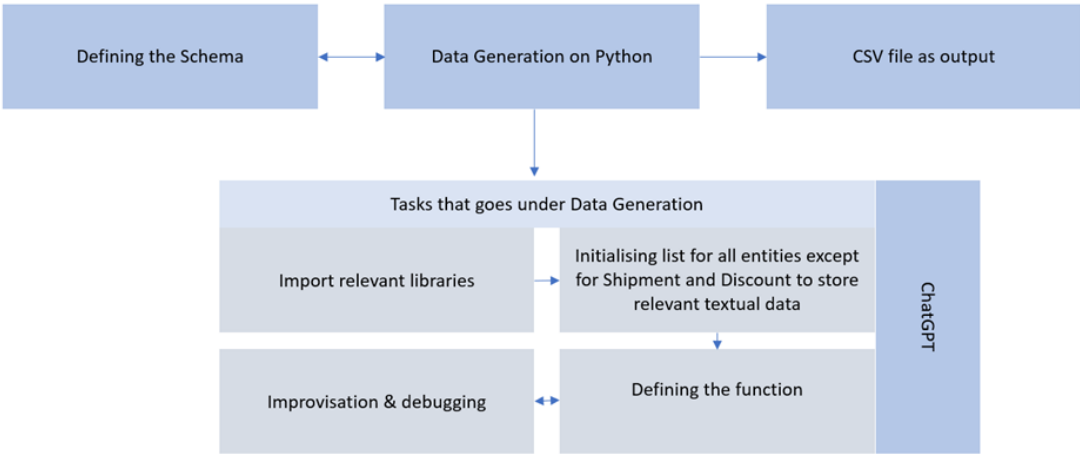 Defining the Schema
Data Generation on Python
CSV file as output
Tasks that goes under Data Generation
Import relevant libraries
Initialising list for all entities except
for Shipment and Discount to store
relevant textual data
ChatGPT
Improvisation & debugging
Defining the function